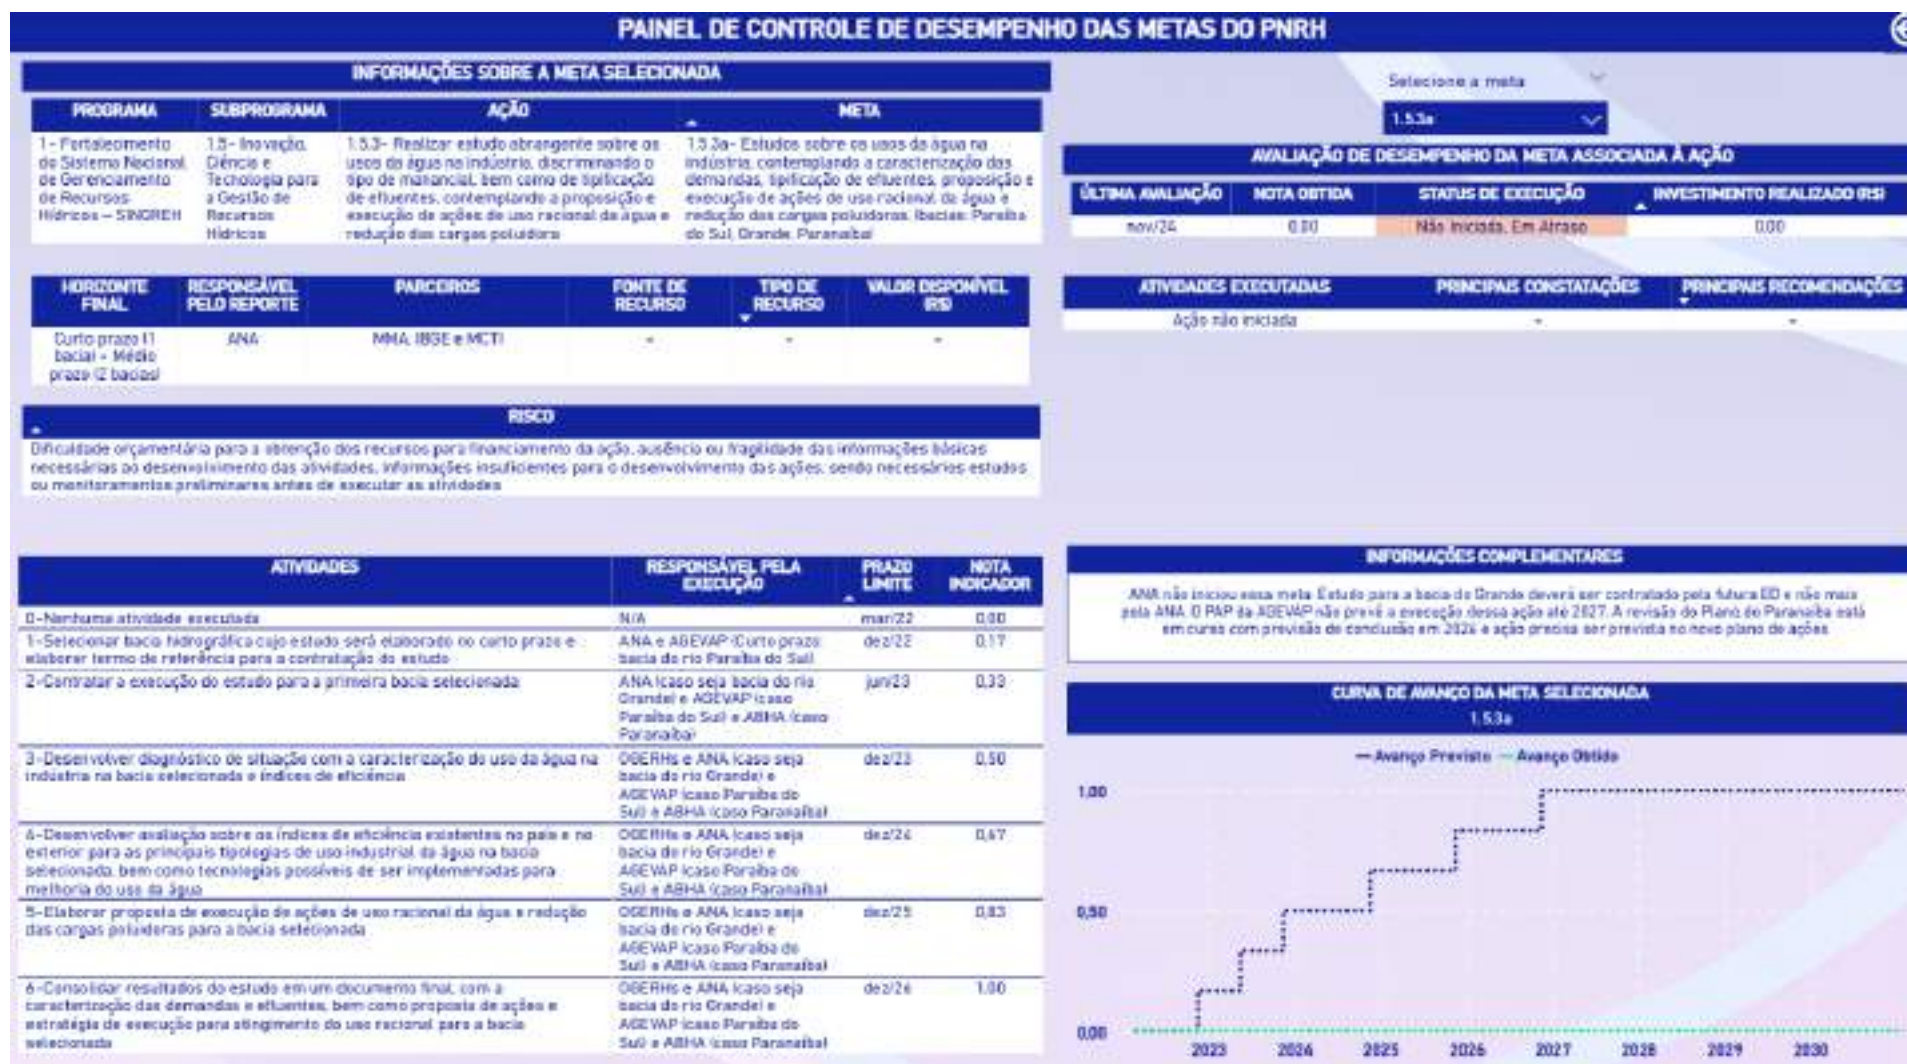 PAINEL DE CONTROLE DE DESEMPENHO DAS METAS DO PNRH
INFORMAÇÕES SOBRE A META SELECIONADA
PROGRAMA
SUBPROGRAMA
AÇÃO
META
1- Fortalecimento
do Sistema Nacional
de Gerenciamento
de Recursos
Hídricos – SINGREH
1.5- Inovação,
Ciência e
Tecnologia para
a Gestão de
Recursos
Hídricos
1.5.3- Realizar estudo abrangente sobre os
usos da água na indústria, discriminando o
tipo de manancial, bem como de tipificação
de efluentes, contemplando a proposição e
execução de ações de uso racional da água e
redução das cargas poluidora
1.5.3a- Estudos sobre os usos da água na
indústria, contemplando a caracterização das
demandas, tipificação de efluentes, proposição e
execução de ações de uso racional da água e
redução das cargas poluidoras. (bacias: Paraíba
do Sul, Grande, Paranaíba)
Selecione a meta
1.5.3a
AVALIAÇÃO DE DESEMPENHO DA META ASSOCIADA À AÇÃO
ÚLTIMA AVALIAÇÃO
NOTA OBTIDA
STATUS DE EXECUÇÃO
INVESTIMENTO REALIZADO (R$)
nov/24
0,00
Não Iniciada, Em Atraso
0,00
HORIZONTE
FINAL
RESPONSÁVEL
PELO REPORTE
PARCEIROS
FONTE DE
RECURSO
TIPO DE
RECURSO
VALOR DISPONÍVEL
(R$)
Curto prazo (1
bacia) - Médio
prazo (2 bacias)
ANA
MMA, IBGE e MCTI
-
-
-
ATIVIDADES EXECUTADAS
PRINCIPAIS CONSTATAÇÕES
PRINCIPAIS RECOMENDAÇÕES
Ação não iniciada
-
-
RISCO
Dificuldade orçamentária para a obtenção dos recursos para financiamento da ação, ausência ou fragilidade das informações básicas
necessárias ao desenvolvimento das atividades, informações insuficientes para o desenvolvimento das ações, sendo necessários estudos
ou monitoramentos preliminares antes de executar as atividades
ATIVIDADES
RESPONSÁVEL PELA
EXECUÇÃO
PRAZO
LIMITE
NOTA
INDICADOR
0-Nenhuma atividade executada
N/A
mar/22
0,00
1-Selecionar bacia hidrográfica cujo estudo será elaborado no curto prazo e
elaborar termo de referência para a contratação do estudo
ANA e AGEVAP (Curto prazo:
bacia do rio Paraíba do Sul)
dez/22
0,17
2-Contratar a execução do estudo para a primeira bacia selecionada
ANA (caso seja bacia do rio
Grande) e AGEVAP (caso
Paraíba do Sul) e ABHA (caso
Paranaíba)
jun/23
0,33
3-Desenvolver diagnóstico de situação com a caracterização do uso da água na
indústria na bacia selecionada e índices de eficiência
OGERHs e ANA (caso seja
bacia do rio Grande) e
AGEVAP (caso Paraíba do
Sul) e ABHA (caso Paranaíba)
dez/23
0,50
4-Desenvolver avaliação sobre os índices de eficiência existentes no país e no
exterior para as principais tipologias de uso industrial da água na bacia
selecionada, bem como tecnologias possíveis de ser implementadas para
melhoria do uso da água
OGERHs e ANA (caso seja
bacia do rio Grande) e
AGEVAP (caso Paraíba do
Sul) e ABHA (caso Paranaíba)
dez/24
0,67
5-Elaborar proposta de execução de ações de uso racional da água e redução
das cargas poluidoras para a bacia selecionada
OGERHs e ANA (caso seja
bacia do rio Grande) e
AGEVAP (caso Paraíba do
Sul) e ABHA (caso Paranaíba)
dez/25
0,83
6-Consolidar resultados do estudo em um documento final, com a
caracterização das demandas e efluentes, bem como proposta de ações e
estratégia de execução para atingimento do uso racional para a bacia
selecionada
OGERHs e ANA (caso seja
bacia do rio Grande) e
AGEVAP (caso Paraíba do
Sul) e ABHA (caso Paranaíba)
dez/26
1,00
INFORMAÇÕES COMPLEMENTARES
ANA não iniciou essa meta. Estudo para a bacia do Grande deverá ser contratado pela futura ED e não mais
pela ANA. O PAP da AGEVAP não prevê a execução dessa ação até 2027. A revisão do Plano do Paranaíba está
em curso com previsão de conclusão em 2026 e ação precisa ser prevista no novo plano de ações
CURVA DE AVANÇO DA META SELECIONADA
1.5.3a
Avanço Previsto
Avanço Obtido
1,00
0,50
0,00
2023
2024
2025
2026
2027
2028
2029
2030